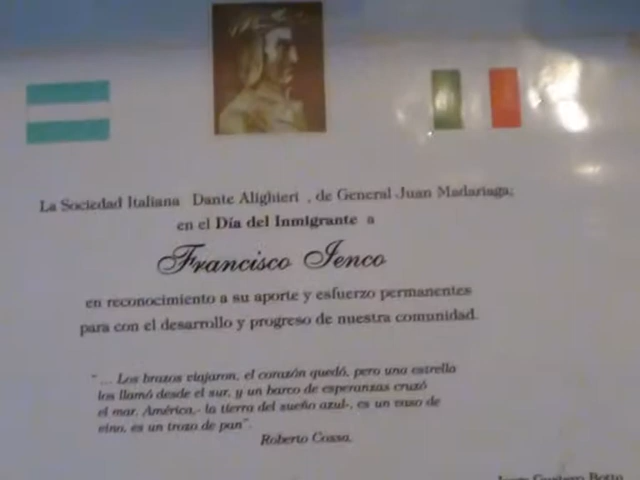 La Sociedad Italiana Dante Alighieri , de General Juan Madariaga;
en el Día del Inmigrante a
Francisco Ienco
en reconocimiento a su aporte y esfuerzo permanentes
para con el desarrollo y progreso de nuestra comunidad.
" ... Los brazos viajaron, el corazón quedó, pero una estrella
los llamó desde el sur, y un barco de esperanzas cruzó
el mar. América,- la tierra del sueño azul-, es un vaso de
vino, es un trozo de pan".
Roberto Cossa.